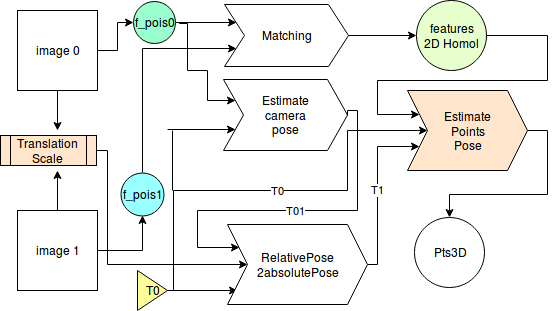 image 0
f_pois0
Matching
features
2D Homol
Estimate
camera
pose
Estimate
Points
Pose
Translation
Scale
f_pois1
T0
T1
T01
image 1
RelativePose
2absolutePose
Pts3D
T0